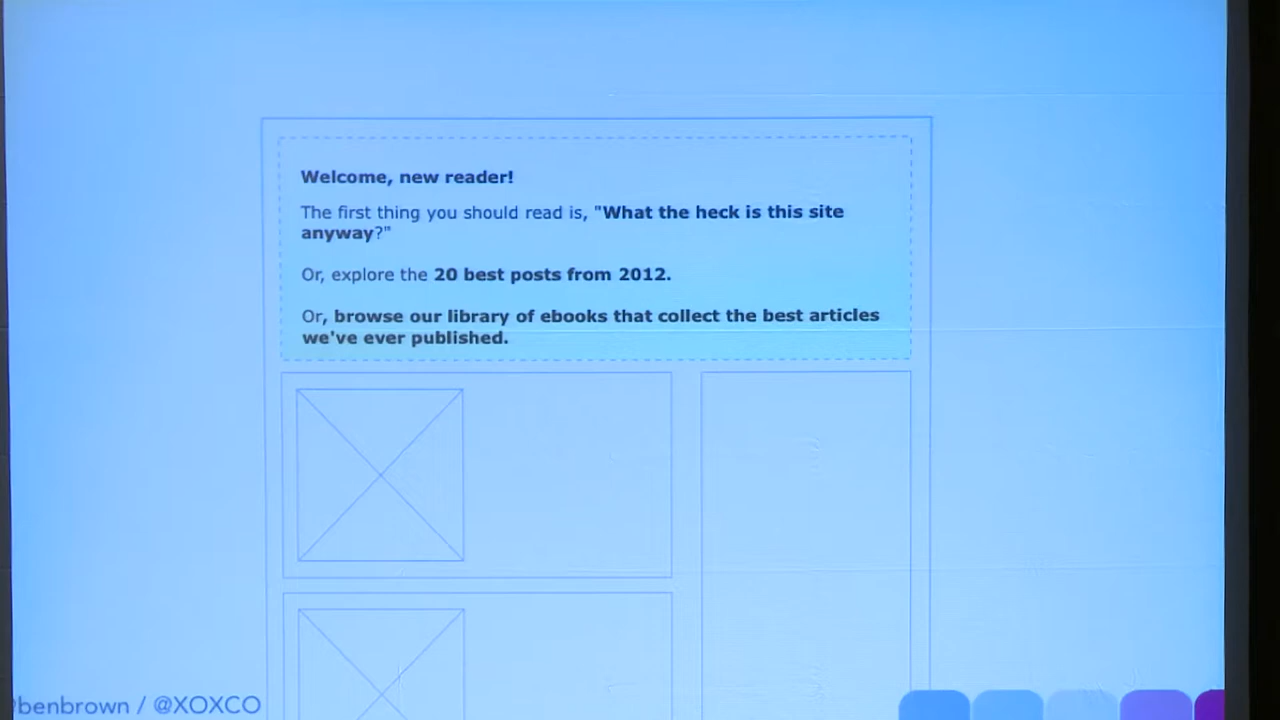 Welcome, new reader!
The first thing you should read is, "What the heck is this site
anyway?"
Or, explore the 20 best posts from 2012.
Or, browse our library of ebooks that collect the best articles
we've ever published.
benbrown / @XOXCO